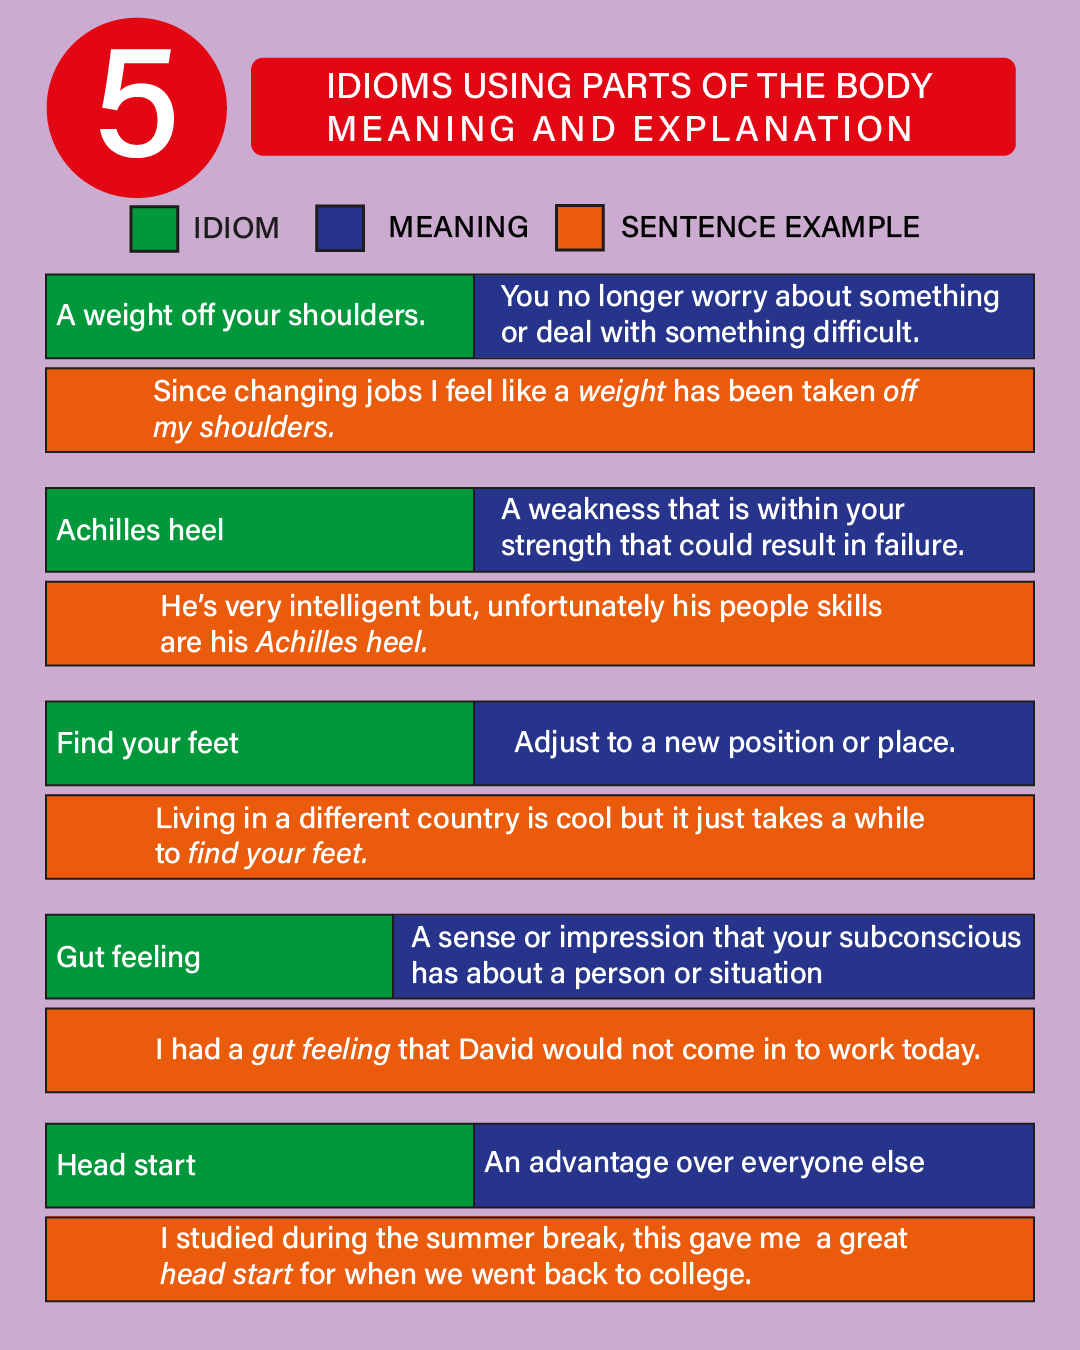 5
IDIOMS USING PARTS OF THE BODY
MEANING AND EXPLANATION
IDIOM
MEANING
SENTENCE EXAMPLE
A weight off your shoulders.
You no longer worry about something
or deal with something difficult.
Since changing jobs I feel like a weight has been taken off
my shoulders.
Achilles heel
A weakness that is within your
strength that could result in failure.
He's very intelligent but, unfortunately his people skills
are his Achilles heel.
Find your feet
Adjust to a new position or place.
Living in a different country is cool but it just takes a while
to find your feet.
Gut feeling
A sense or impression that your subconscious
has about a person or situation
I had a gut feeling that David would not come in to work today.
Head start
An advantage over everyone else
I studied during the summer break, this gave me  a great
head start for when we went back to college.